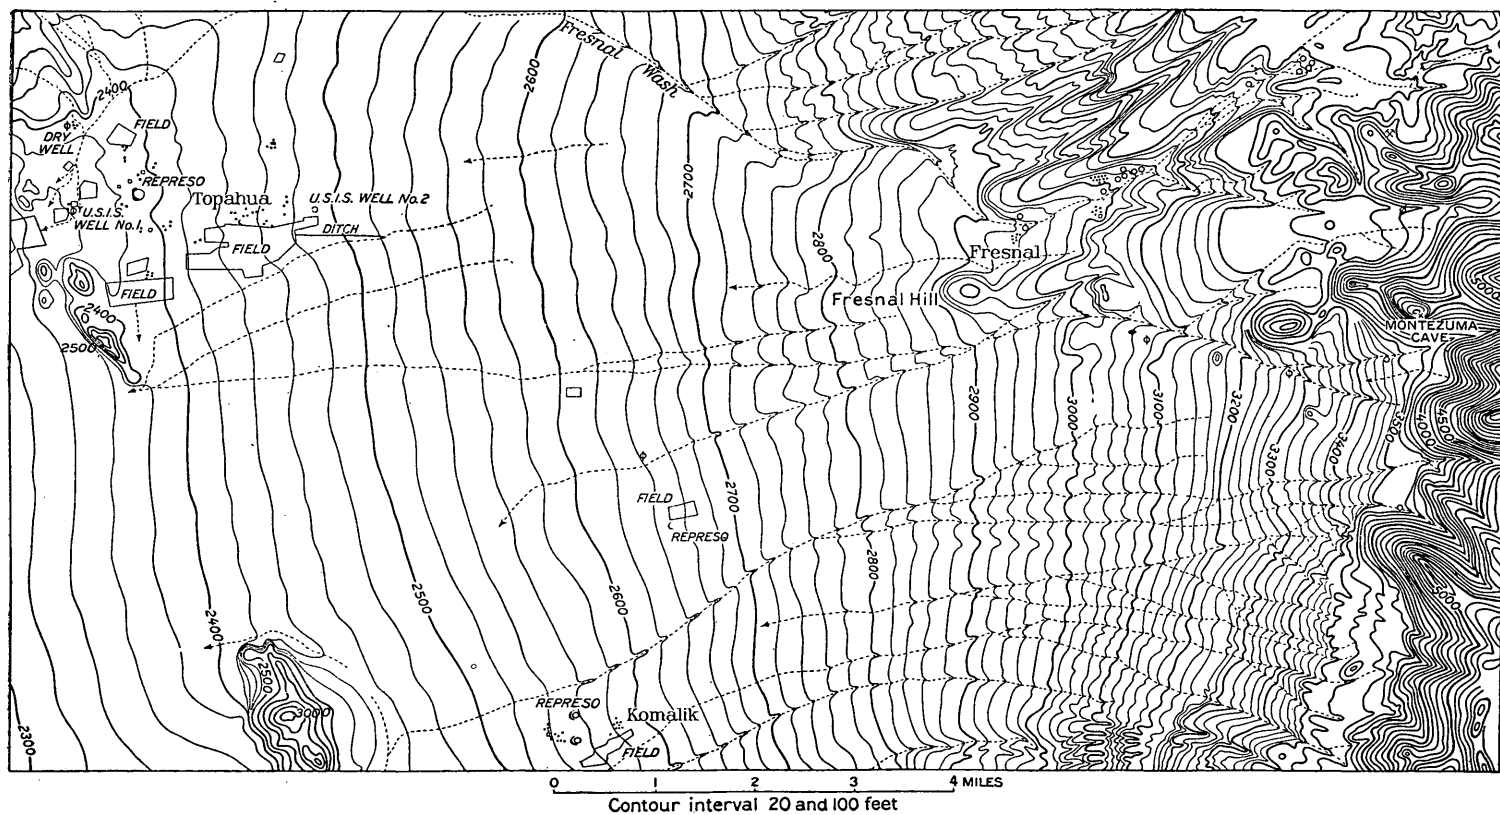 2600
Fresnal
Wash
2400
FIELD
DRY
WELL
REPRESO
2700
Topahua
U.S.I.S. WELL No.2
U.S.I.S.
WELL No.1
DITCH
FIELD
2800
Fresnal
FIELD
Fresnal Hill
2400
2500
MONTEZUMA
CAVE
2900
3000
3100
3200
3300
3400
3500
4000
4500
FIELD
2700
REPRESO
2800
2500
2600
2400
5000
2500
3000
REPRESO
Komalik
FIELD
2300
0 1 2 3 4 MILES
Contour interval 20 and 100 feet